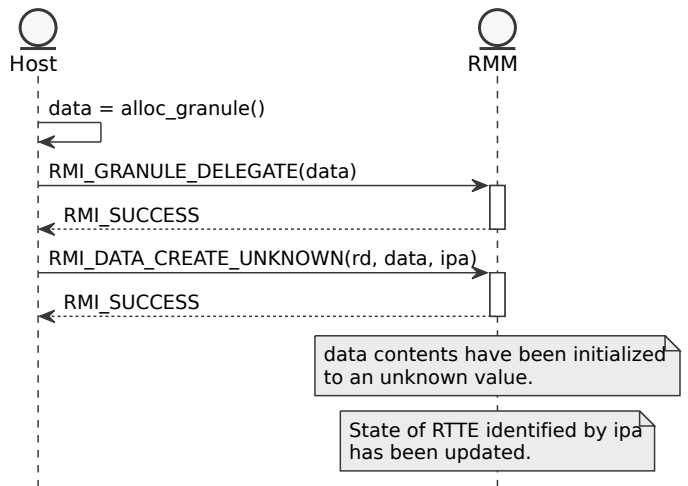 Host
RMM
data = alloc_granule()
RMI_GRANULE_DELEGATE(data)
RMI_SUCCESS
RMI_DATA_CREATE_UNKNOWN(rd, data, ipa)
RMI_SUCCESS
data contents have been initialized
to an unknown value.
State of RTTE identified by ipa
has been updated.